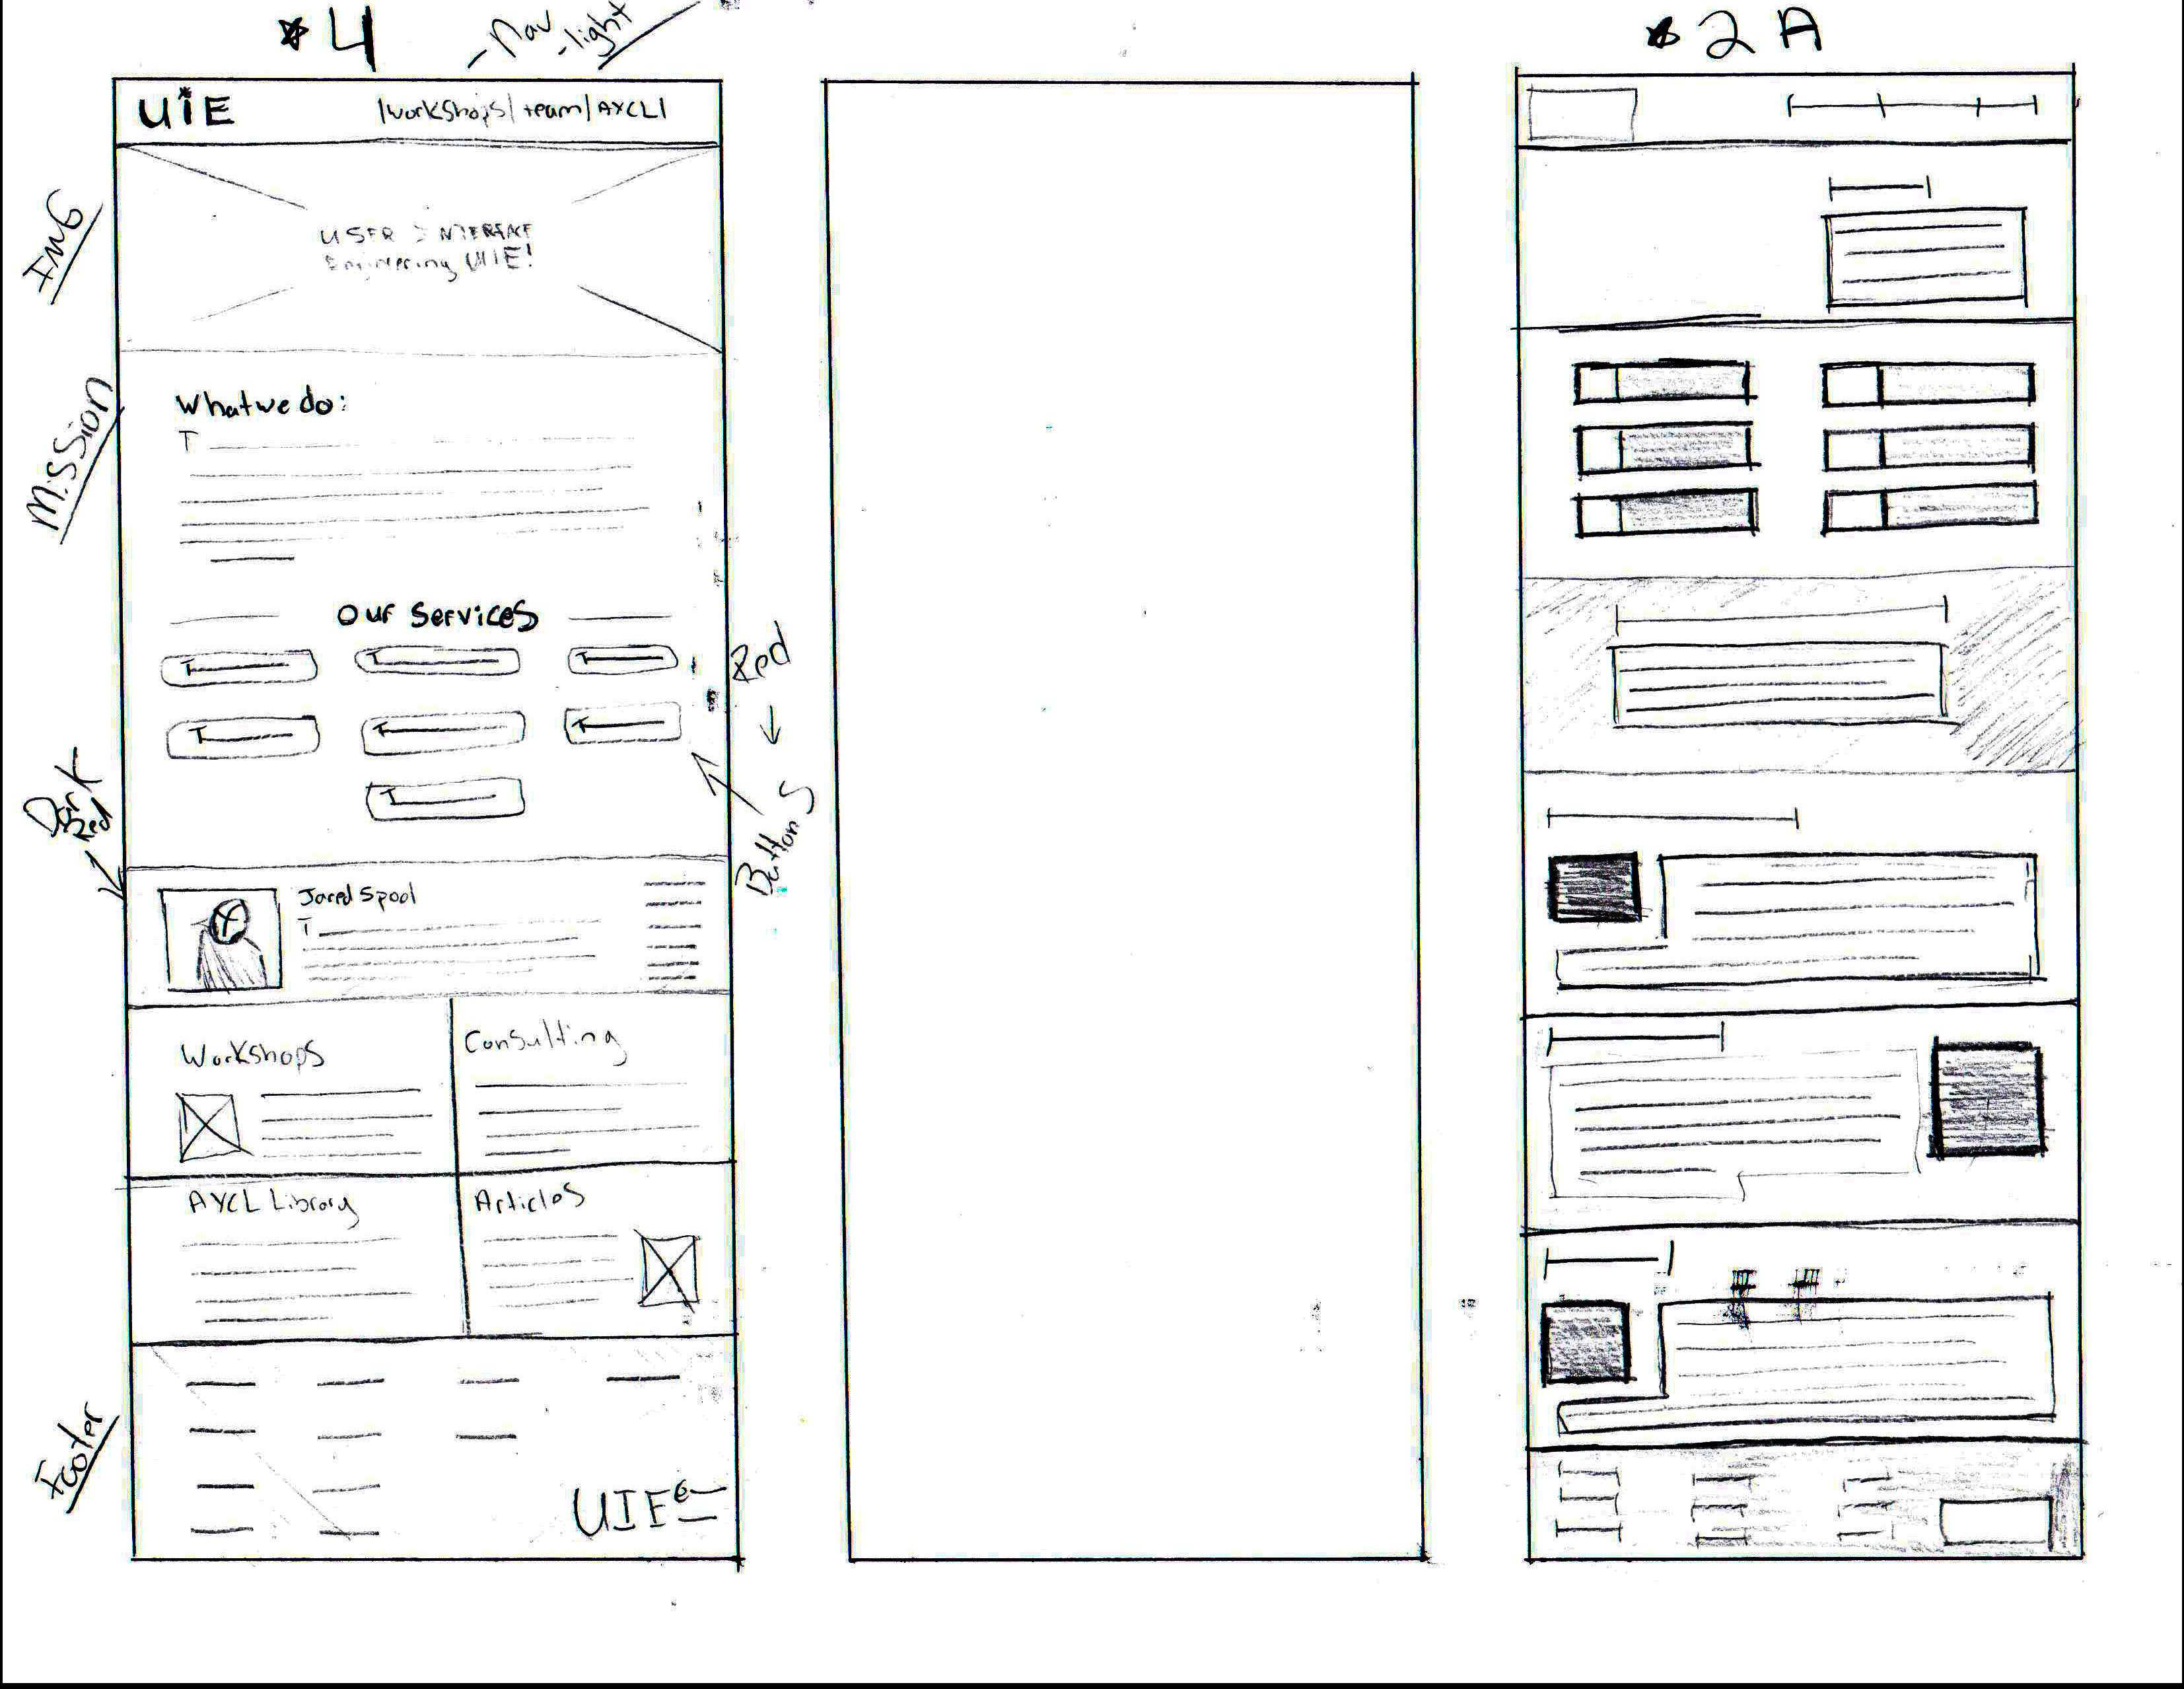 *4
- Nav
- light
UIE
|workshops|team|AYCL|
Img
USER INTERFACE
Engineering UIE!
Mission
What we do:
T
Our Services
T
T
T
T
T
T
T
Red
Buttons
Dark
Red
Jared Spool
T
Workshops
Consulting
AYCL Library
Articles
Footer
UIE
*2A